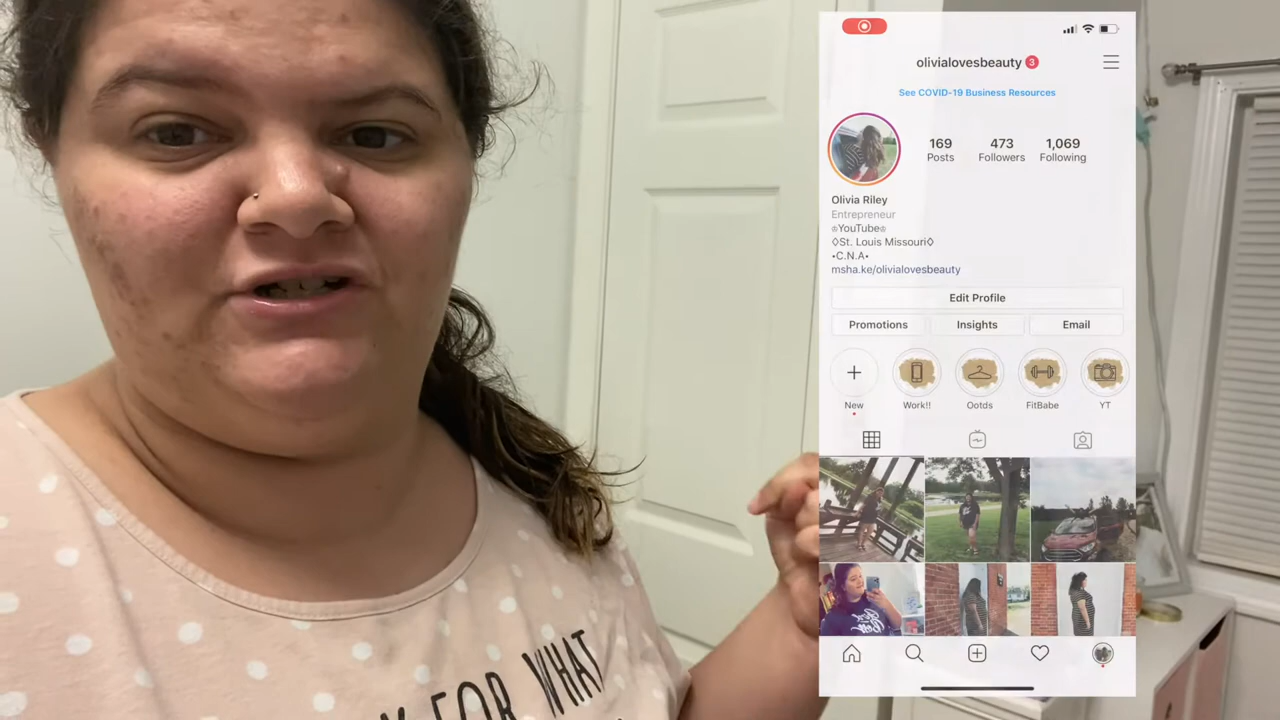 olivialovesbeauty 3
See COVID-19 Business Resources
169 473 1,069
Posts Followers Following
Olivia Riley
Entrepreneur
♔YouTube♔
◊St. Louis Missouri◊
•C.N.A•
msha.ke/olivialovesbeauty
Edit Profile
Promotions Insights Email
New Work!! Ootds FitBabe YT
FOR WHAT